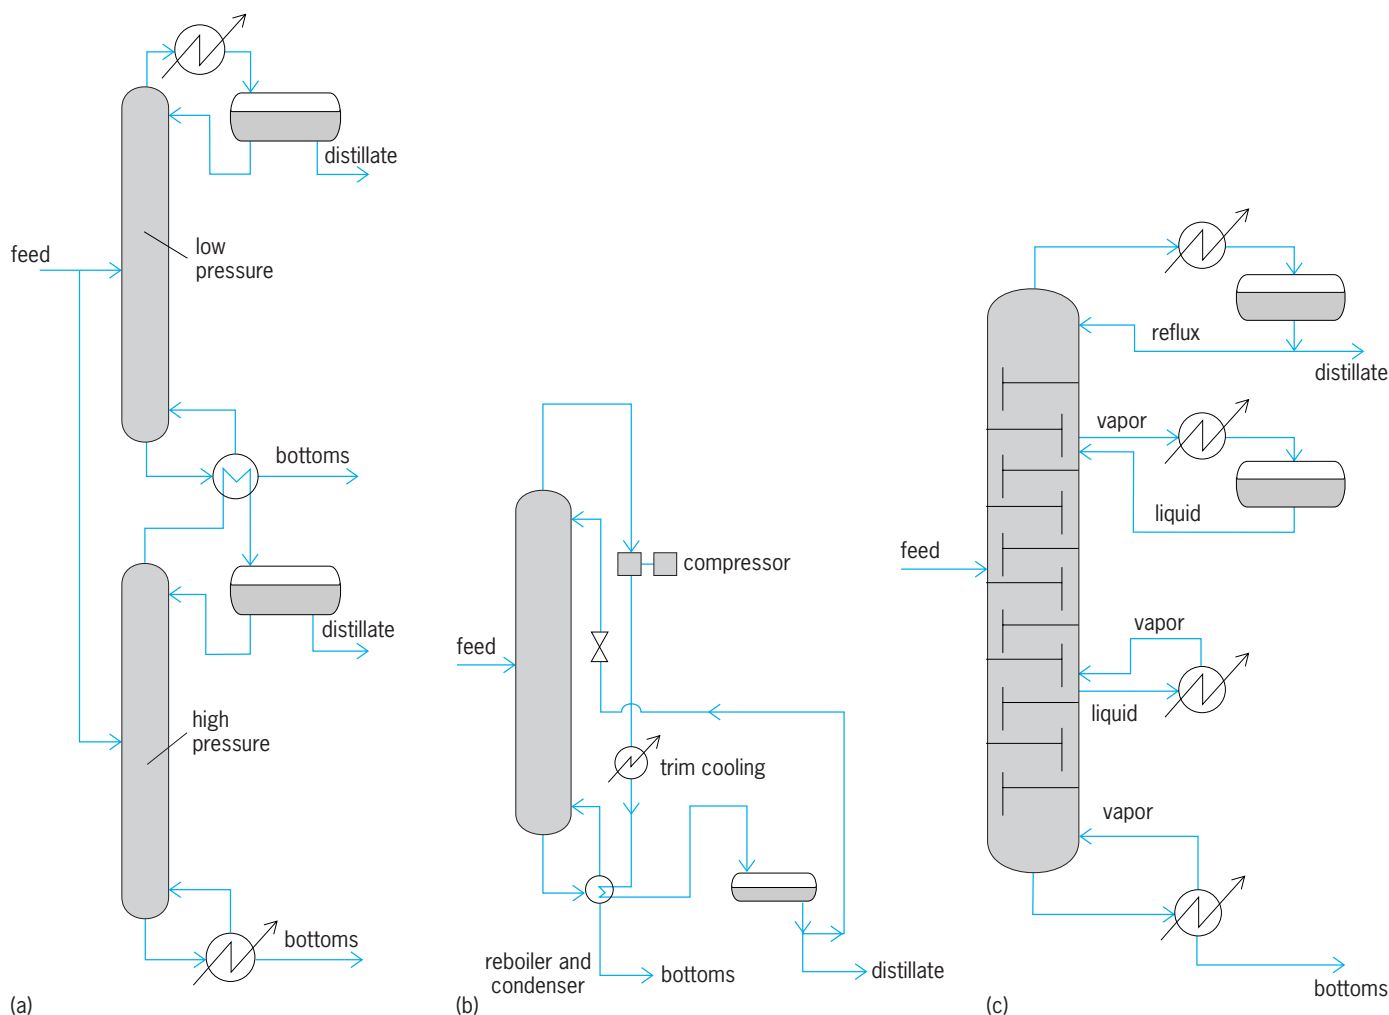 distillate
feed
low
pressure
bottoms
distillate
high
pressure
bottoms
(a)
compressor
feed
trim cooling
reboiler and
condenser
bottoms
distillate
(b)
reflux
distillate
vapor
liquid
feed
vapor
liquid
vapor
bottoms
(c)